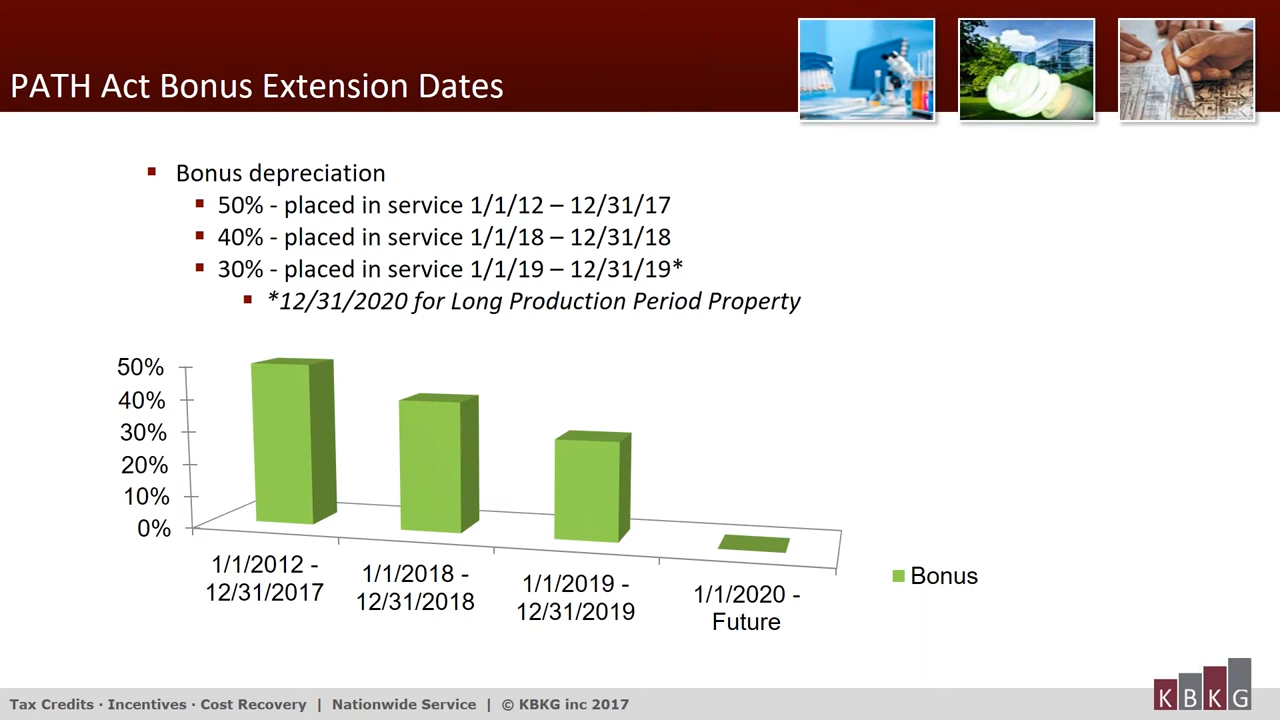 PATH Act Bonus Extension Dates
Bonus depreciation
50% - placed in service 1/1/12 – 12/31/17
40% - placed in service 1/1/18 – 12/31/18
30% - placed in service 1/1/19 – 12/31/19*
*12/31/2020 for Long Production Period Property
50%
40%
30%
20%
10%
0%
1/1/2012 -
12/31/2017
1/1/2018 -
12/31/2018
1/1/2019 -
12/31/2019
1/1/2020 -
Future
Bonus
Tax Credits · Incentives · Cost Recovery | Nationwide Service | © KBKG inc 2017
KBKG